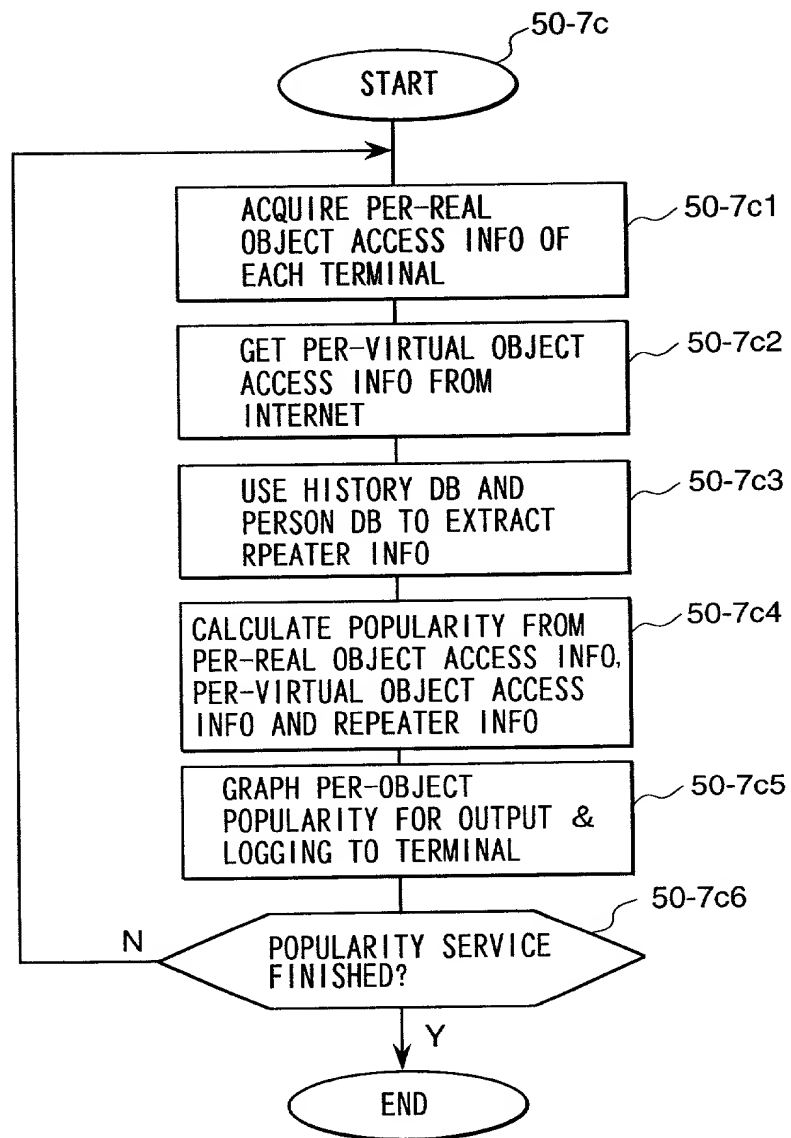 50-7c
START
ACQUIRE PER-REAL
OBJECT ACCESS INFO OF
EACH TERMINAL
50-7c1
GET PER-VIRTUAL OBJECT
ACCESS INFO FROM
INTERNET
50-7c2
USE HISTORY DB AND
PERSON DB TO EXTRACT
RPEATER INFO
50-7c3
CALCULATE POPULARITY FROM
PER-REAL OBJECT ACCESS INFO,
PER-VIRTUAL OBJECT ACCESS
INFO AND REPEATER INFO
50-7c4
GRAPH PER-OBJECT
POPULARITY FOR OUTPUT &
LOGGING TO TERMINAL
50-7c5
POPULARITY SERVICE
FINISHED?
50-7c6
N
Y
END